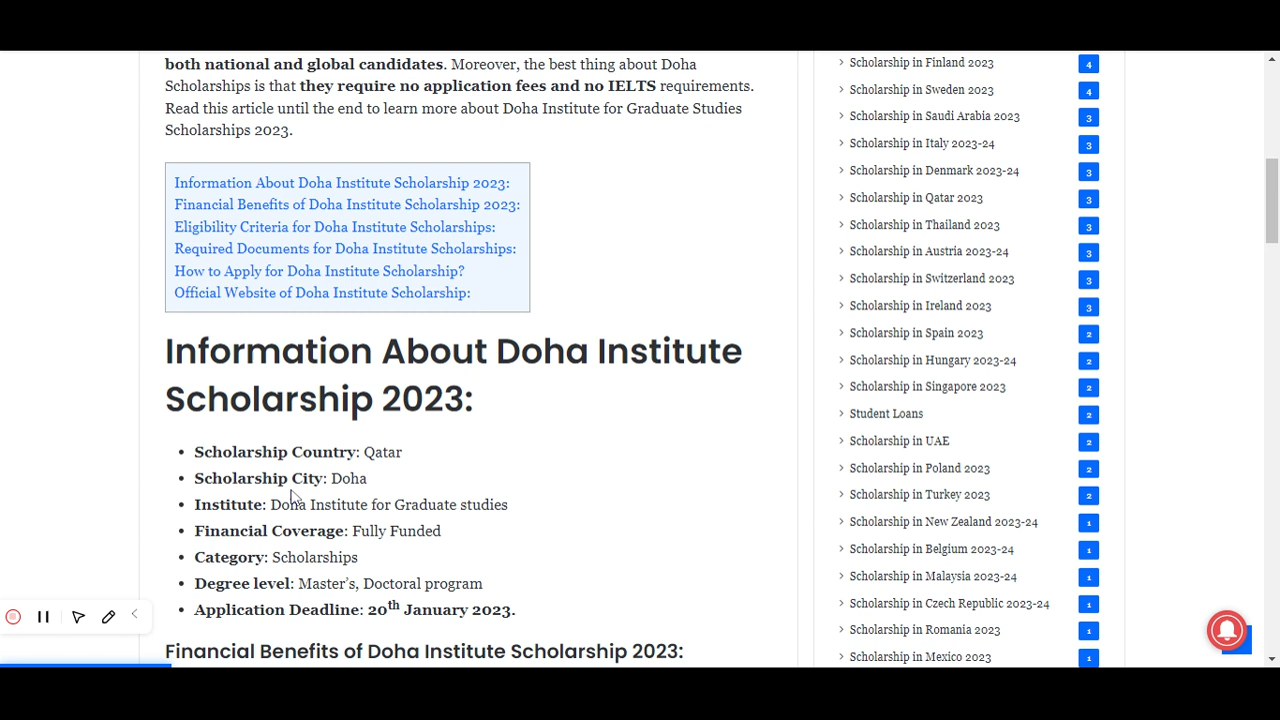 both national and global candidates. Moreover, the best thing about Doha
Scholarships is that they require no application fees and no IELTS requirements.
Read this article until the end to learn more about Doha Institute for Graduate Studies
Scholarships 2023.
Information About Doha Institute Scholarship 2023:
Financial Benefits of Doha Institute Scholarship 2023:
Eligibility Criteria for Doha Institute Scholarships:
Required Documents for Doha Institute Scholarships:
How to Apply for Doha Institute Scholarship?
Official Website of Doha Institute Scholarship:
Information About Doha Institute
Scholarship 2023:
• Scholarship Country: Qatar
• Scholarship City: Doha
• Institute: Doha Institute for Graduate studies
• Financial Coverage: Fully Funded
• Category: Scholarships
• Degree level: Master's, Doctoral program
• Application Deadline: 20th January 2023.
Financial Benefits of Doha Institute Scholarship 2023:
Scholarship in Finland 2023 4
Scholarship in Sweden 2023 4
Scholarship in Saudi Arabia 2023 3
Scholarship in Italy 2023-24 3
Scholarship in Denmark 2023-24 3
Scholarship in Qatar 2023 3
Scholarship in Thailand 2023 3
Scholarship in Austria 2023-24 3
Scholarship in Switzerland 2023 3
Scholarship in Ireland 2023 3
Scholarship in Spain 2023 2
Scholarship in Hungary 2023-24 2
Scholarship in Singapore 2023 2
Student Loans 2
Scholarship in UAE 2
Scholarship in Poland 2023 2
Scholarship in Turkey 2023 2
Scholarship in New Zealand 2023-24 1
Scholarship in Belgium 2023-24 1
Scholarship in Malaysia 2023-24 1
Scholarship in Czech Republic 2023-24 1
Scholarship in Romania 2023 1
Scholarship in Mexico 2023 1